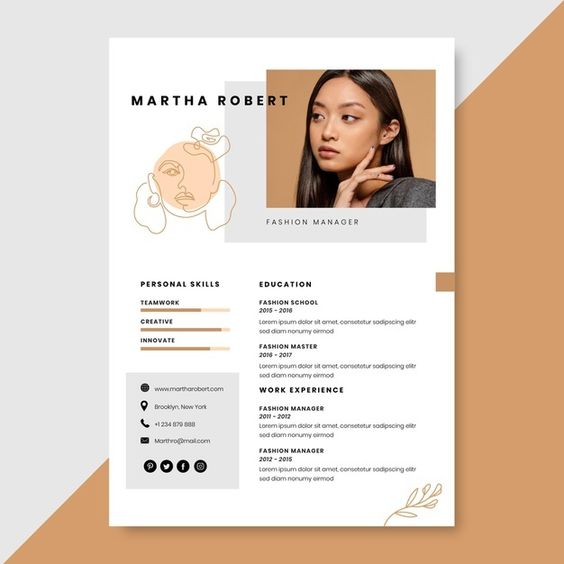 MARTHA ROBERT
FASHION MANAGER
PERSONAL SKILLS
TEAMWORK
CREATIVE
INNOVATE
www.martharobert.com
Brooklyn, New York
+1 234 879 888
Marthro@mail.com
EDUCATION
FASHION SCHOOL
2015 - 2016
Lorem ipsum dolor sit amet, consetetur sadipscing elitr
sed diam nonumy eirmod
FASHION MASTER
2016 - 2017
Lorem ipsum dolor sit amet, consetetur sadipscing elitr
sed diam nonumy eirmod
WORK EXPERIENCE
FASHION MANAGER
2011 - 2012
Lorem ipsum dolor sit amet, consetetur sadipscing elitr
sed diam nonumy eirmod
FASHION MANAGER
2012 - 2015
Lorem ipsum dolor sit amet, consetetur sadipscing elitr
sed diam nonumy eirmod